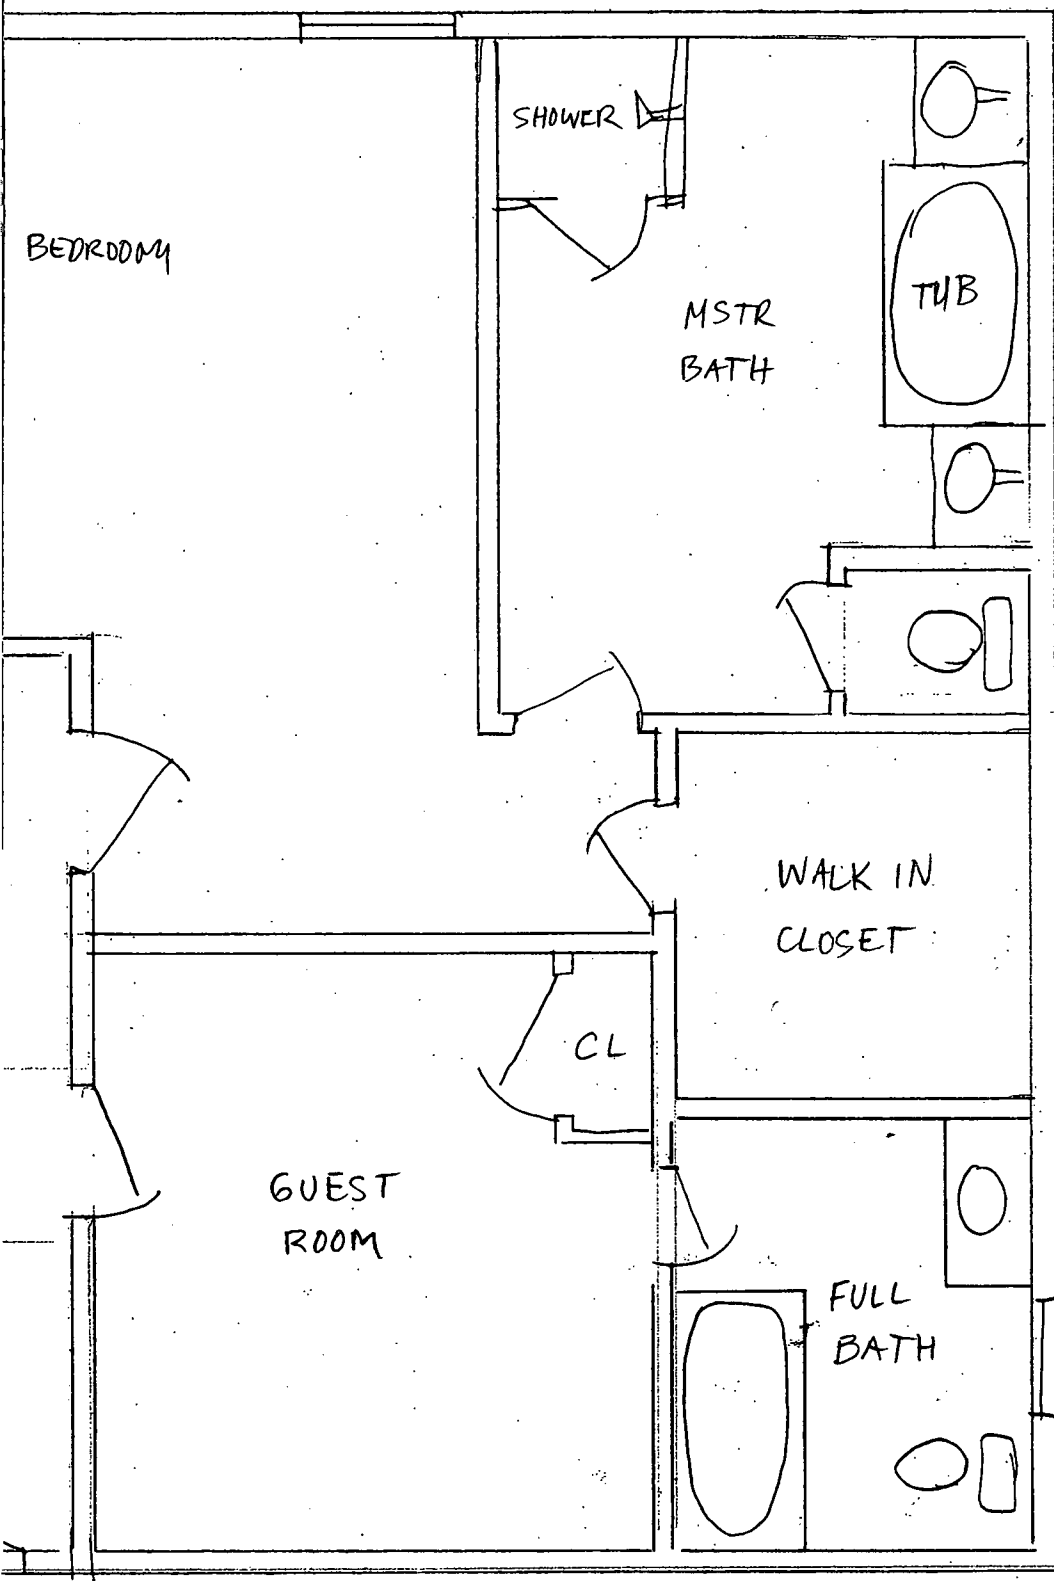 SHOWER
BEDROOM
TUB
MSTR
BATH
WALK IN
CLOSET
CL
GUEST
ROOM
FULL
BATH